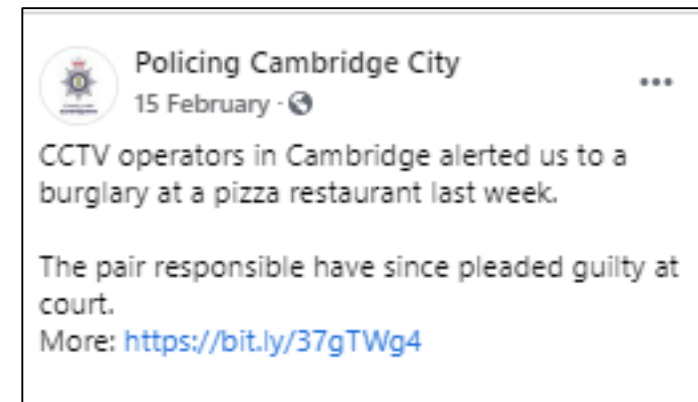 Policing Cambridge City
15 February ·
CCTV operators in Cambridge alerted us to a
burglary at a pizza restaurant last week.
The pair responsible have since pleaded guilty at
court.
More: https://bit.ly/37gTWg4